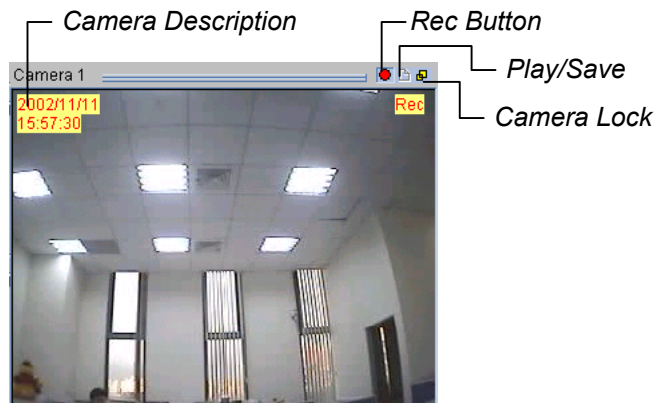 Camera Description
Rec Button
Camera 1
Play/Save
Camera Lock
2002/11/11
Rec
15:57:30